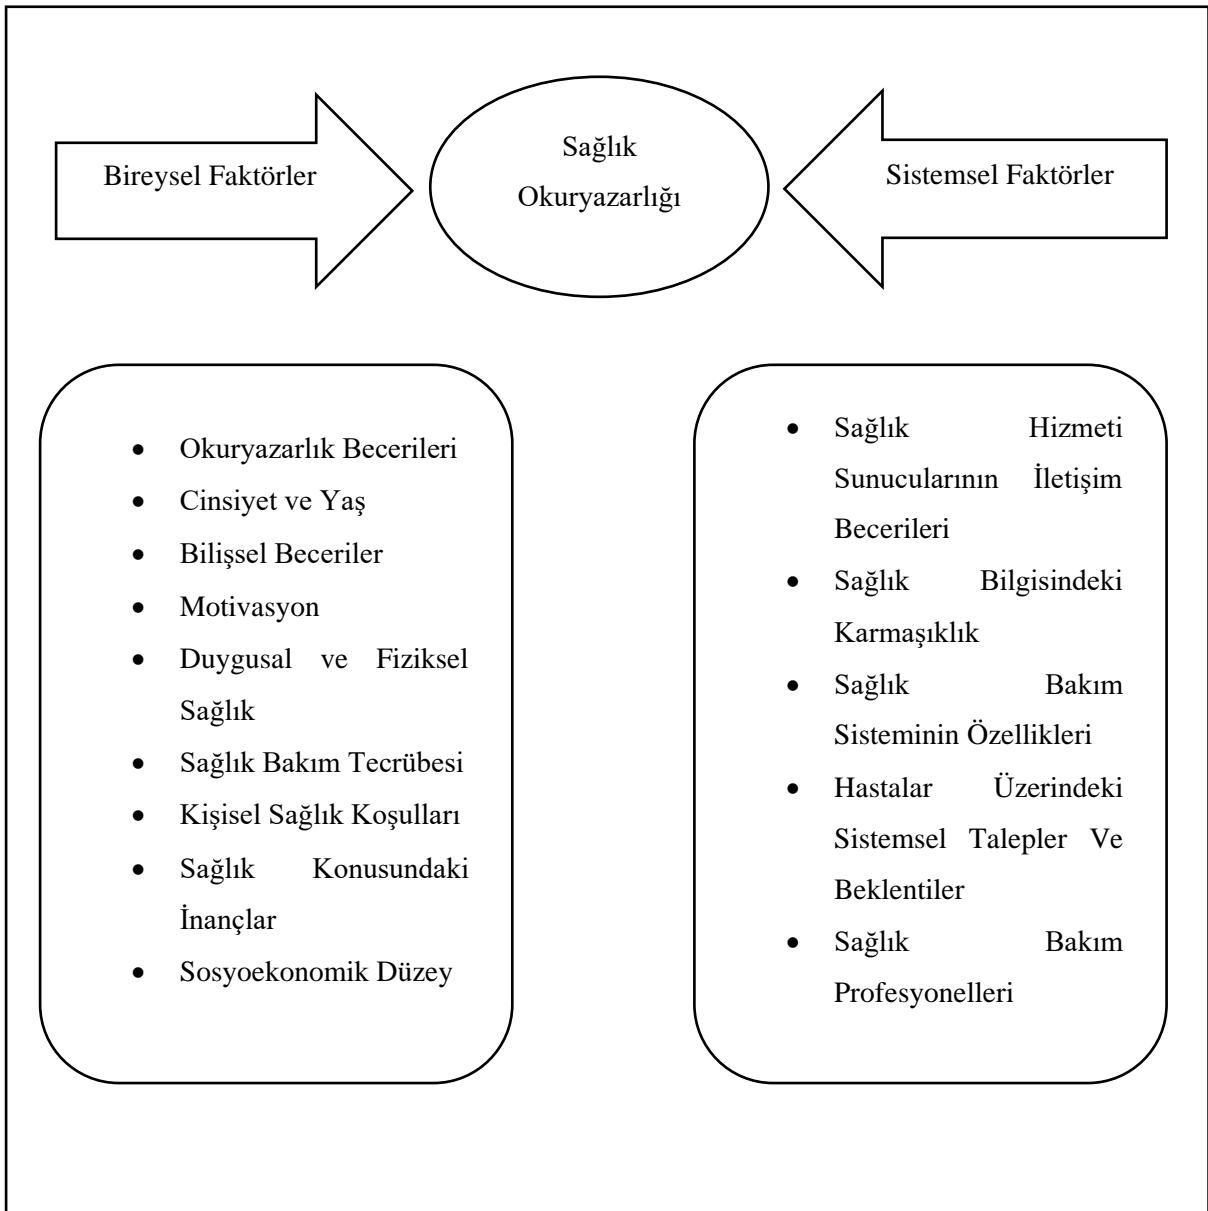 Bireysel Faktörler
Sağlık
Okuryazarlığı
Sistemsel Faktörler
• Okuryazarlık Becerileri
• Cinsiyet ve Yaş
• Bilişsel Beceriler
• Motivasyon
• Duygusal ve Fiziksel
Sağlık
• Sağlık Bakım Tecrübesi
• Kişisel Sağlık Koşulları
• Sağlık Konusundaki
İnançlar
• Sosyoekonomik Düzey
• Sağlık Hizmeti
Sunucularının İletişim
Becerileri
• Sağlık Bilgisindeki
Karmaşıklık
• Sağlık Bakım
Sisteminin Özellikleri
• Hastalar Üzerindeki
Sistemsel Talepler Ve
Beklentiler
• Sağlık Bakım
Profesyonelleri